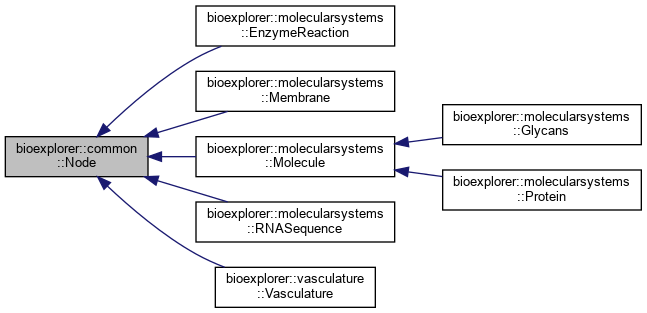 bioexplorer::molecularsystems
::EnzymeReaction
bioexplorer::molecularsystems
::Membrane
bioexplorer::common
::Node
bioexplorer::molecularsystems
::Molecule
bioexplorer::molecularsystems
::Glycans
bioexplorer::molecularsystems
::Protein
bioexplorer::molecularsystems
::RNASequence
bioexplorer::vasculature
::Vasculature